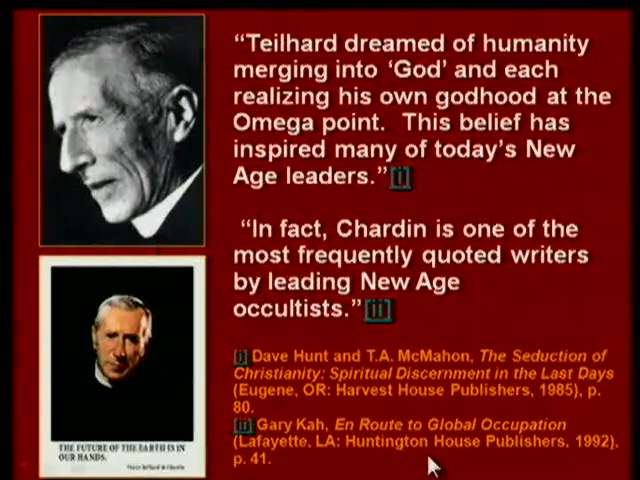 “Teilhard dreamed of humanity
merging into ‘God’ and each
realizing his own godhood at the
Omega point.  This belief has
inspired many of today’s New
Age leaders.”[i]
“In fact, Chardin is one of the
most frequently quoted writers
by leading New Age
occultists.”[ii]
[i] Dave Hunt and T.A. McMahon, The Seduction of
Christianity: Spiritual Discernment in the Last Days
(Eugene, OR: Harvest House Publishers, 1985), p.
80.
[ii] Gary Kah, En Route to Global Occupation
(Lafayette, LA: Huntington House Publishers, 1992),
p. 41.
THE FUTURE OF THE EARTH IS IN
OUR HANDS.
Teilhard de Chardin